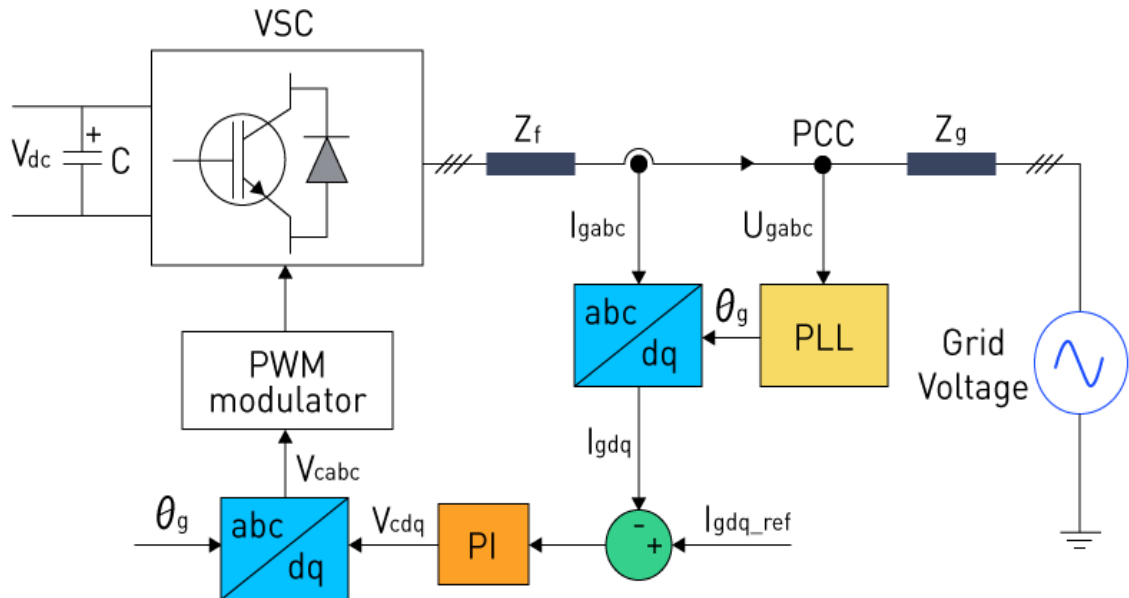 VSC
Vdc
+
C
Zf
PCC
Zg
Igabc
Ugabc
abc
dq
θg
PLL
Grid
Voltage
PWM
modulator
Igdq
Vcabc
θg
abc
dq
Vcdq
PI
-
+
Igdq_ref